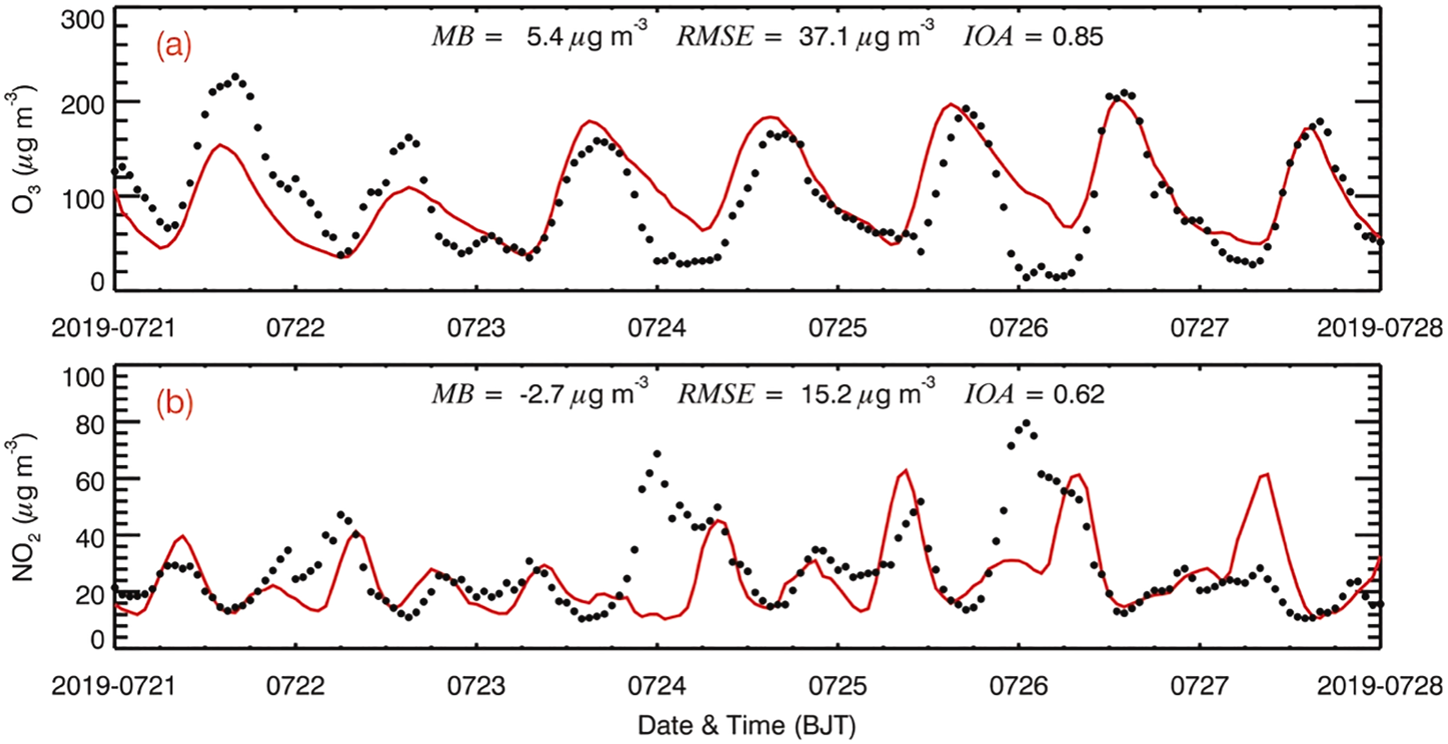 300
(a)
MB = 5.4 µg m⁻³ RMSE = 37.1 µg m⁻³ IOA = 0.85
200
100
0
O₃ (µg m⁻³)
2019-0721 0722 0723 0724 0725 0726 0727 2019-0728
100
(b)
MB = -2.7 µg m⁻³ RMSE = 15.2 µg m⁻³ IOA = 0.62
80
60
40
20
0
NO₂ (µg m⁻³)
2019-0721 0722 0723 0724 0725 0726 0727 2019-0728
Date & Time (BJT)